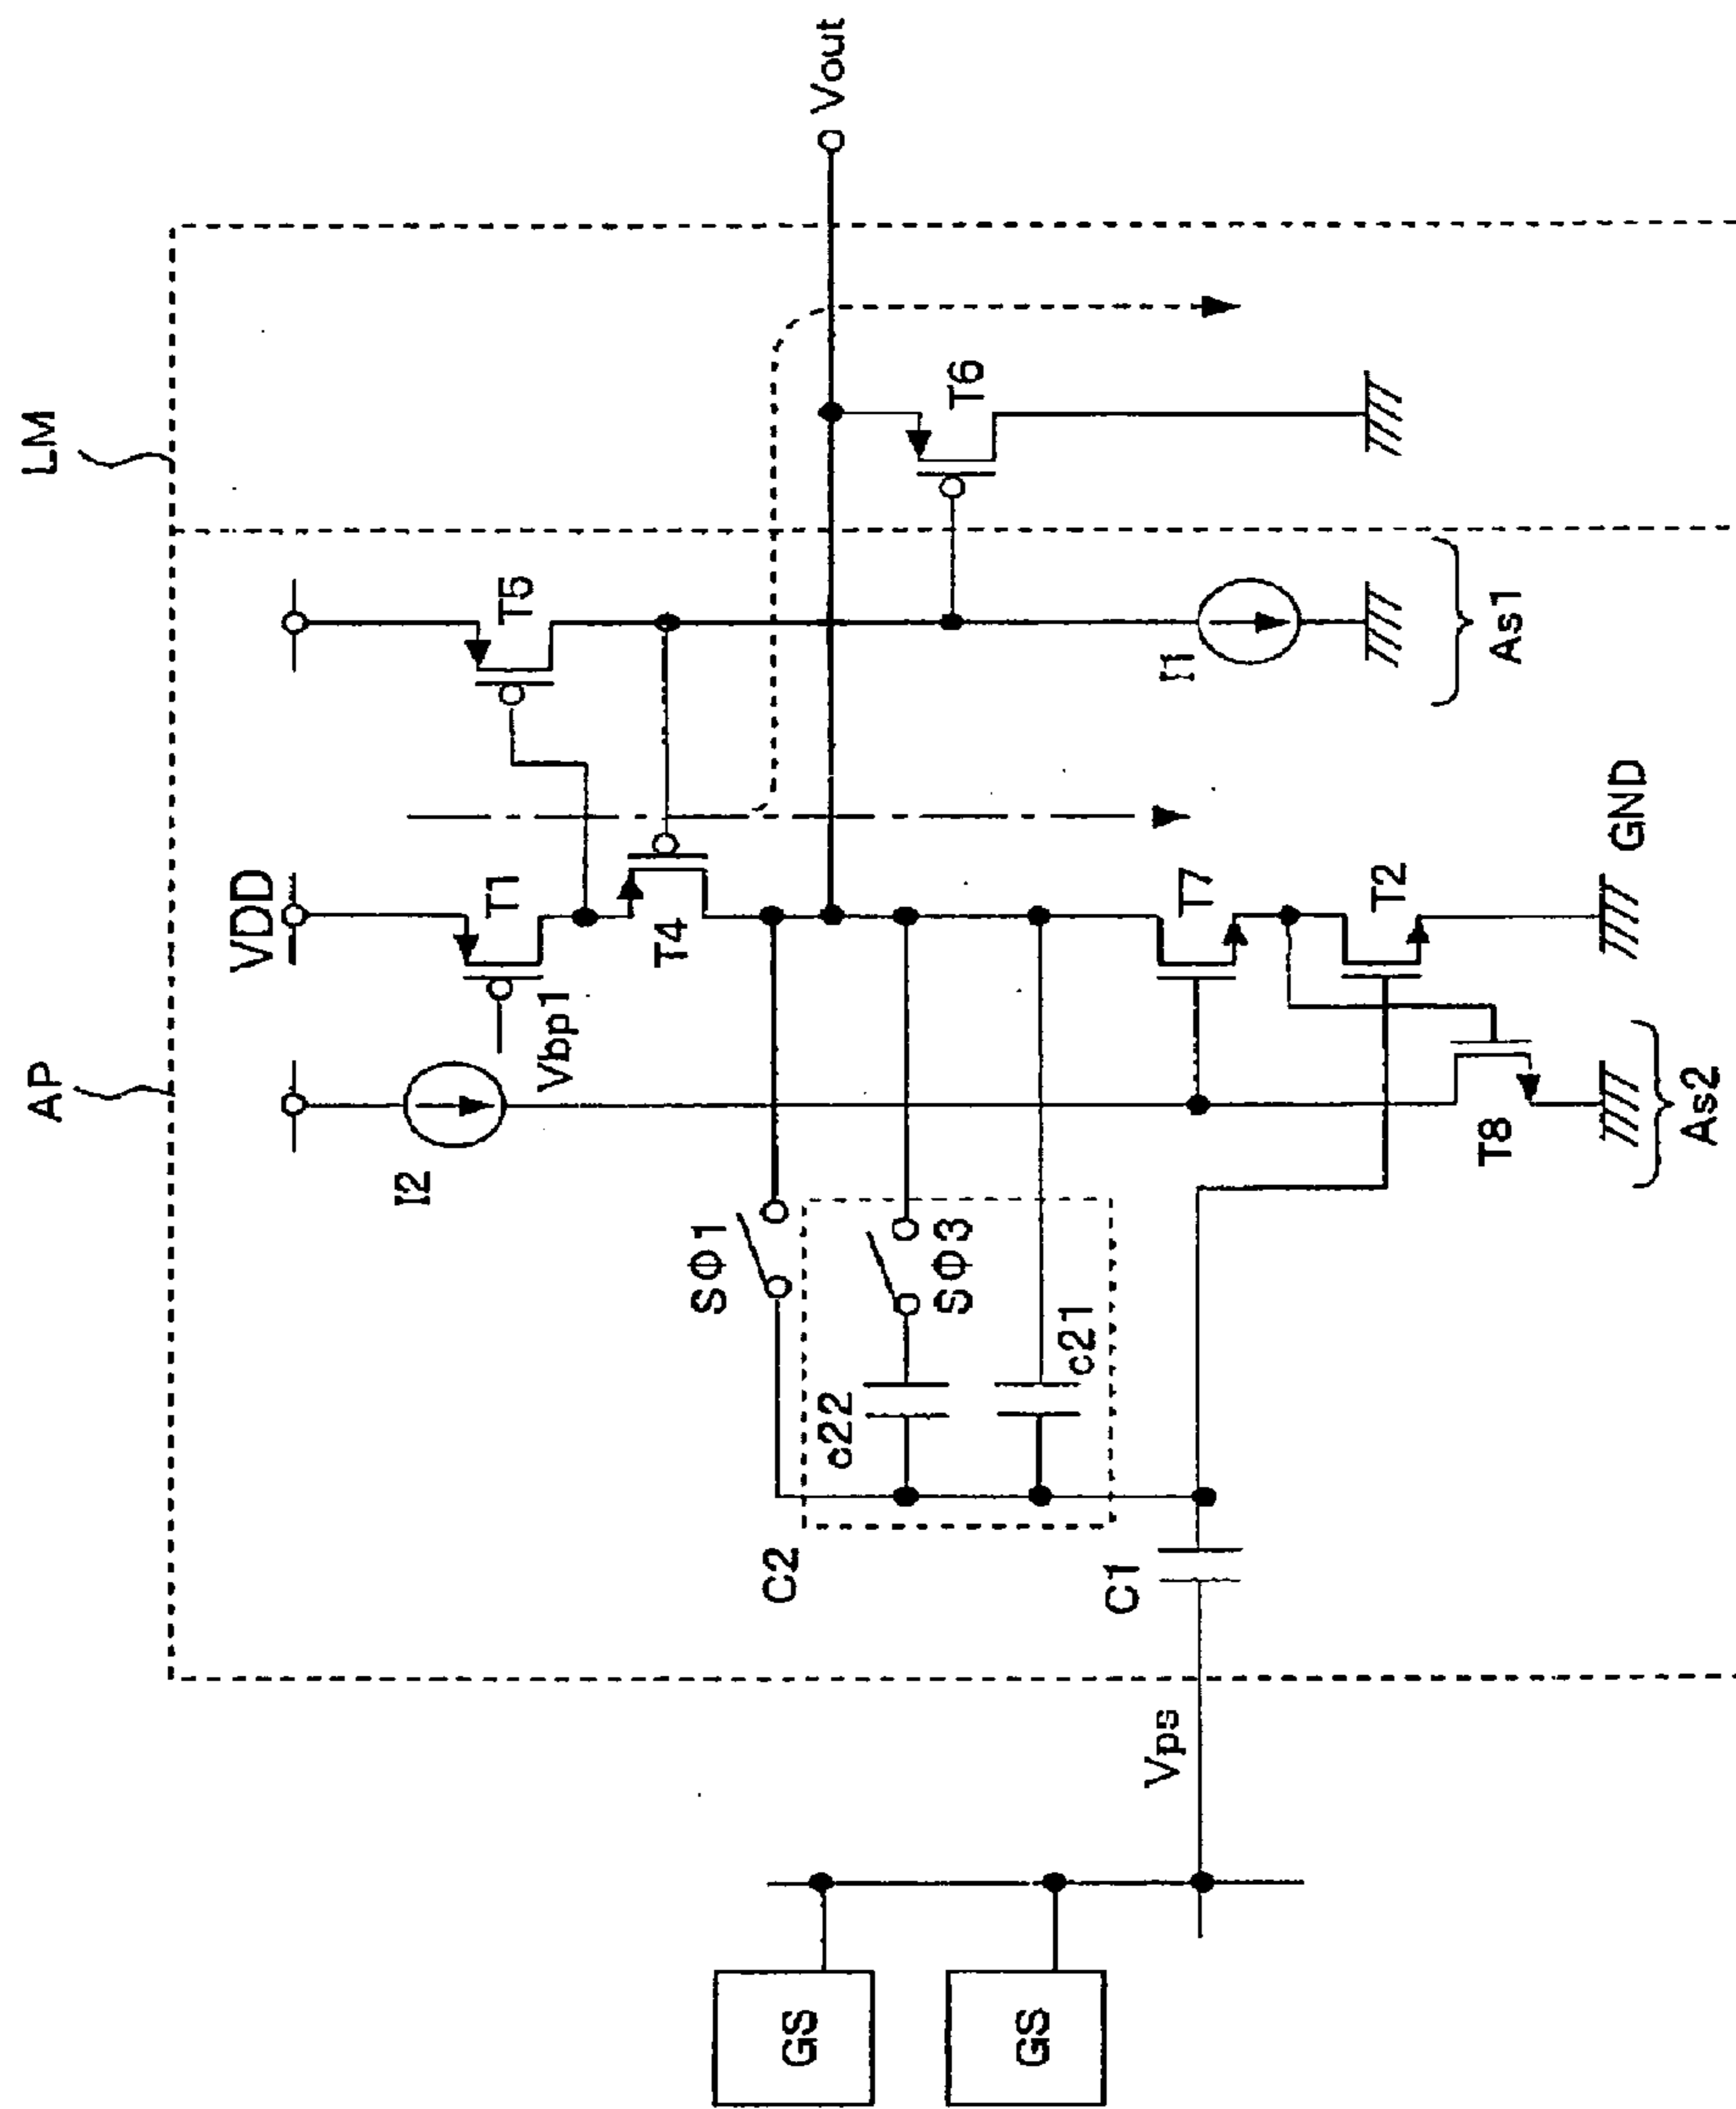 AP
LM
VDD
I2
Vbp1
T1
T5
T4
SΦ1
Vout
C2
c22
SΦ3
T6
c21
C1
T7
I1
Vps
T2
T8
As1
GND
As2
GS
GS